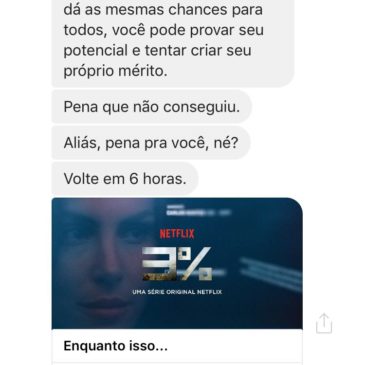 dá as mesmas chances para
todos, você pode provar seu
potencial e tentar criar seu
próprio mérito.
Pena que não conseguiu.
Aliás, pena pra você, né?
Volte em 6 horas.
NETFLIX
3%
UMA SÉRIE ORIGINAL NETFLIX
Enquanto isso...